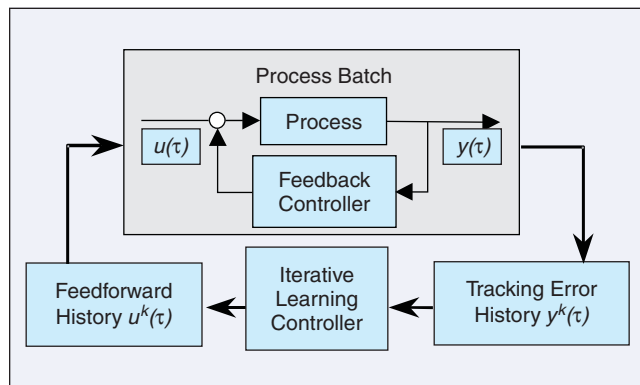 Process Batch
Process
u(τ)
y(τ)
Feedback
Controller
Feedforward
History u^k(τ)
Iterative
Learning
Controller
Tracking Error
History y^k(τ)